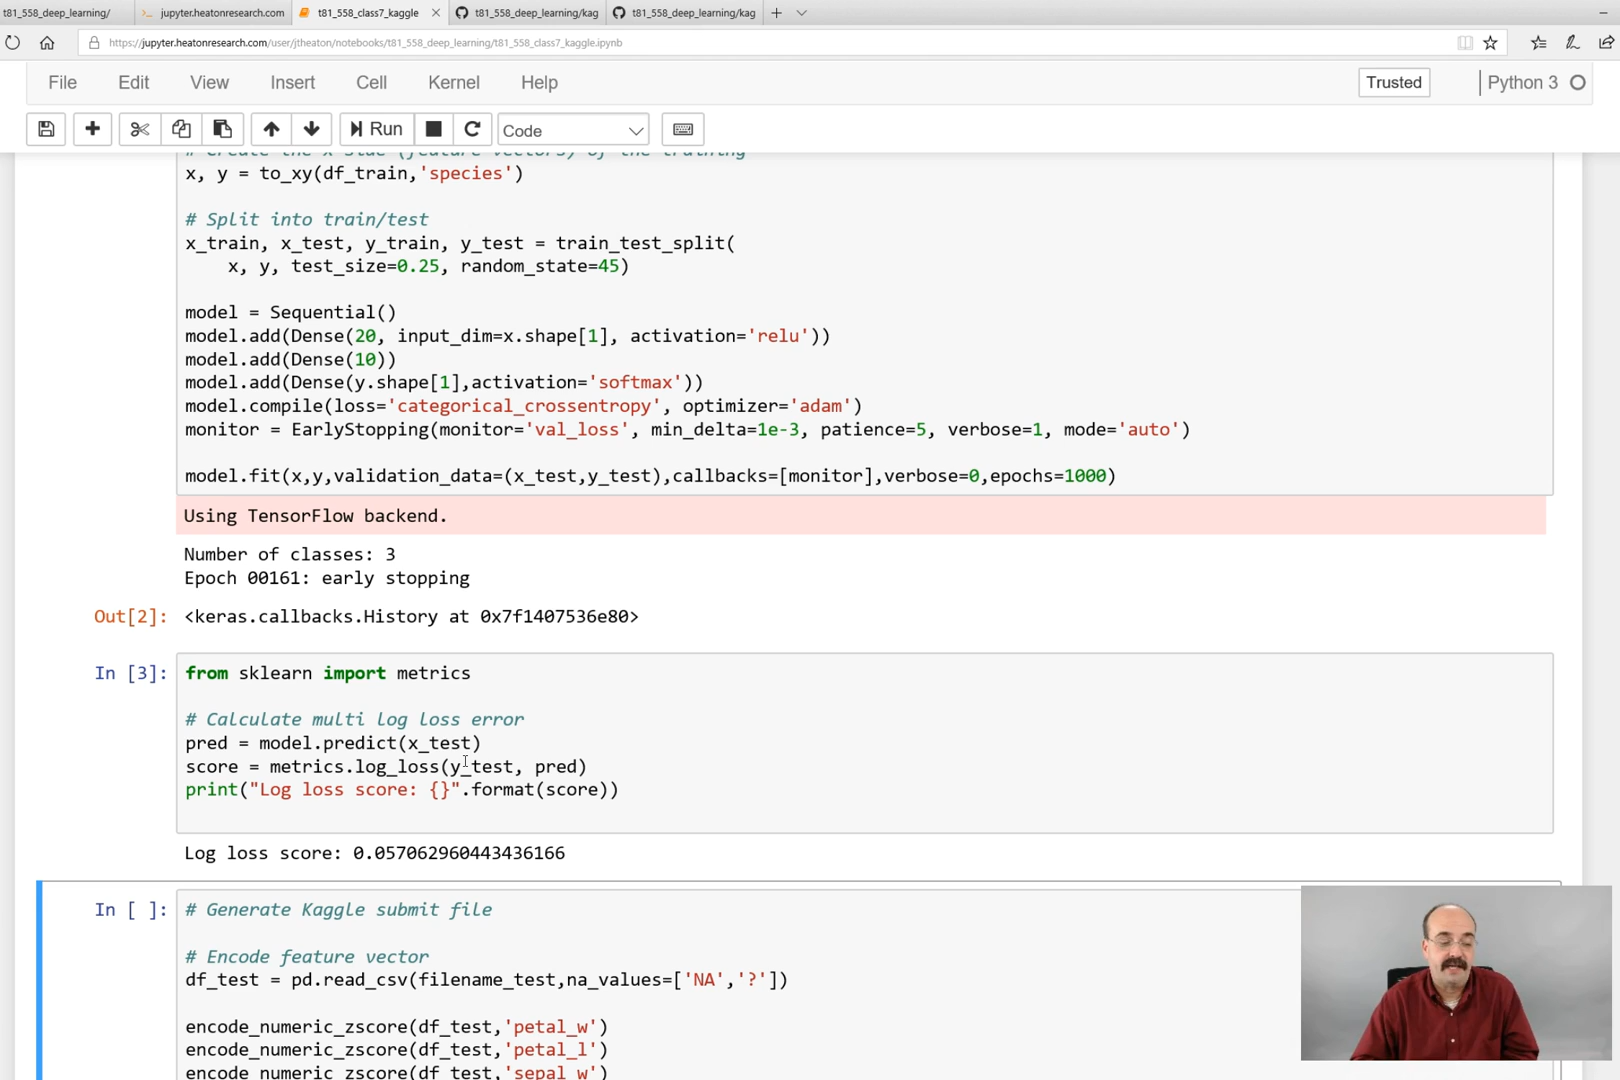 t81_558_deep_learning/
jupyter.heatonresearch.com
t81_558_class7_kaggle
t81_558_deep_learning/kag
t81_558_deep_learning/kag
https://jupyter.heatonresearch.com/user/jtheaton/notebooks/t81_558_deep_learning/t81_558_class7_kaggle.ipynb
File Edit View Insert Cell Kernel Help Trusted Python 3
Run Code
# Create the x-side (feature vectors) of the training
x, y = to_xy(df_train,'species')
# Split into train/test
x_train, x_test, y_train, y_test = train_test_split(
x, y, test_size=0.25, random_state=45)
model = Sequential()
model.add(Dense(20, input_dim=x.shape[1], activation='relu'))
model.add(Dense(10))
model.add(Dense(y.shape[1],activation='softmax'))
model.compile(loss='categorical_crossentropy', optimizer='adam')
monitor = EarlyStopping(monitor='val_loss', min_delta=1e-3, patience=5, verbose=1, mode='auto')
model.fit(x,y,validation_data=(x_test,y_test),callbacks=[monitor],verbose=0,epochs=1000)
Using TensorFlow backend.
Number of classes: 3
Epoch 00161: early stopping
Out[2]: <keras.callbacks.History at 0x7f1407536e80>
In [3]: from sklearn import metrics
# Calculate multi log loss error
pred = model.predict(x_test)
score = metrics.log_loss(y_test, pred)
print("Log loss score: {}".format(score))
Log loss score: 0.057062960443436166
In [ ]: # Generate Kaggle submit file
# Encode feature vector
df_test = pd.read_csv(filename_test,na_values=['NA','?'])
encode_numeric_zscore(df_test,'petal_w')
encode_numeric_zscore(df_test,'petal_l')
encode_numeric_zscore(df_test,'sepal_w')